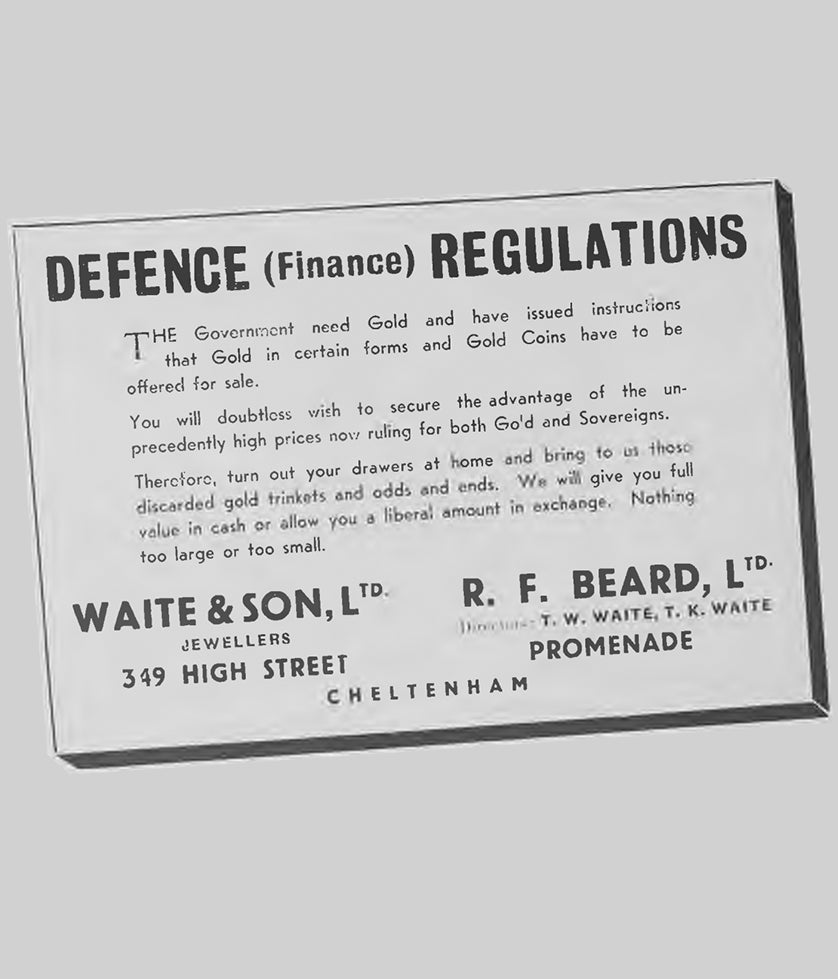 DEFENCE (Finance) REGULATIONS
THE Government need Gold and have issued instructions
that Gold in certain forms and Gold Coins have to be
offered for sale.
You will doubtless wish to secure the advantage of the un-
precedently high prices now ruling for both Go'd and Sovereigns.
Therefore, turn out your drawers at home and bring to us those
discarded gold trinkets and odds and ends. We will give you full
value in cash or allow you a liberal amount in exchange. Nothing
too large or too small.
WAITE & SON, LTD.
JEWELLERS
349 HIGH STREET
R. F. BEARD, LTD.
Directors: T. W. WAITE, T. K. WAITE
PROMENADE
CHELTENHAM